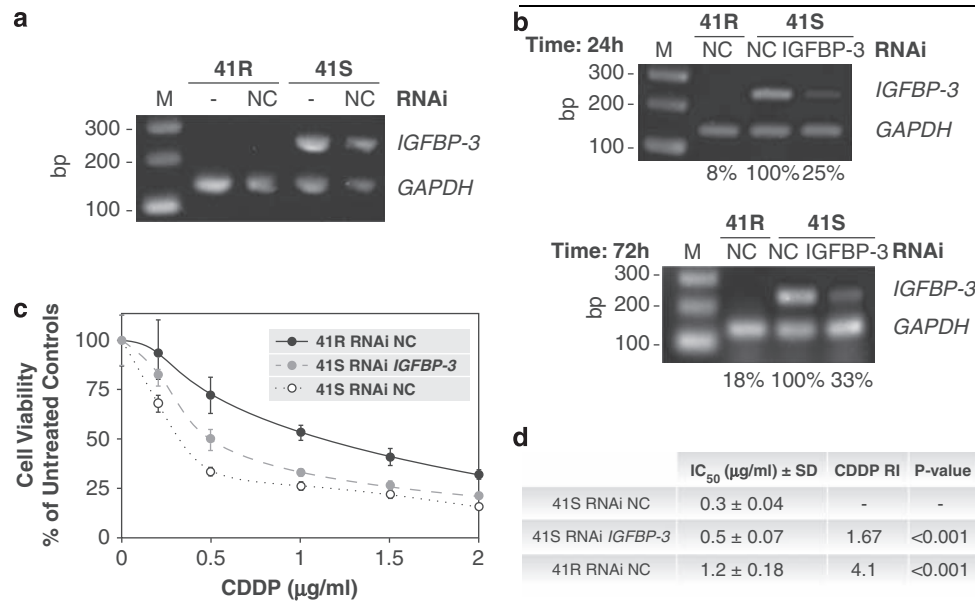 a
41R 41S
M - NC - NC RNAi
300 -
200 -
100 -
bp
IGFBP-3
GAPDH
b
41R 41S
Time: 24h M NC NC IGFBP-3 RNAi
300 -
200 -
100 -
bp
IGFBP-3
GAPDH
8% 100% 25%
41R 41S
Time: 72h M NC NC IGFBP-3 RNAi
300 -
200 -
100 -
bp
IGFBP-3
GAPDH
18% 100% 33%
c
Cell Viability
% of Untreated Controls
100
75
50
25
0
41R RNAi NC
41S RNAi IGFBP-3
41S RNAi NC
0 0.5 1 1.5 2
CDDP (μg/ml)
d
IC50 (μg/ml) ± SD CDDP RI P-value
41S RNAi NC 0.3 ± 0.04 - -
41S RNAi IGFBP-3 0.5 ± 0.07 1.67 <0.001
41R RNAi NC 1.2 ± 0.18 4.1 <0.001